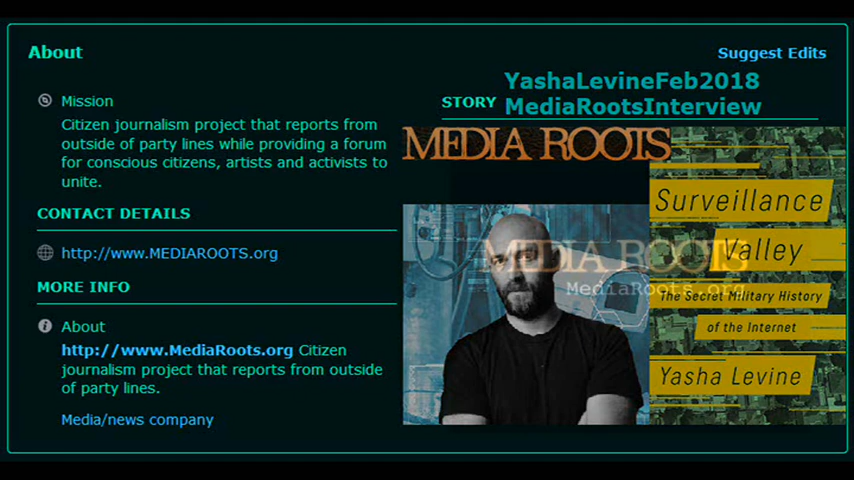 About
Suggest Edits
Mission
Citizen journalism project that reports from
outside of party lines while providing a forum
for conscious citizens, artists and activists to
unite.
CONTACT DETAILS
http://www.MEDIAROOTS.org
MORE INFO
About
http://www.MediaRoots.org Citizen
journalism project that reports from outside
of party lines.
Media/news company
YashaLevineFeb2018
STORY MediaRootsInterview
MEDIA ROOTS
MEDIA ROOTS
MediaRoots.org
Surveillance
Valley
The Secret Military History
of the Internet
Yasha Levine